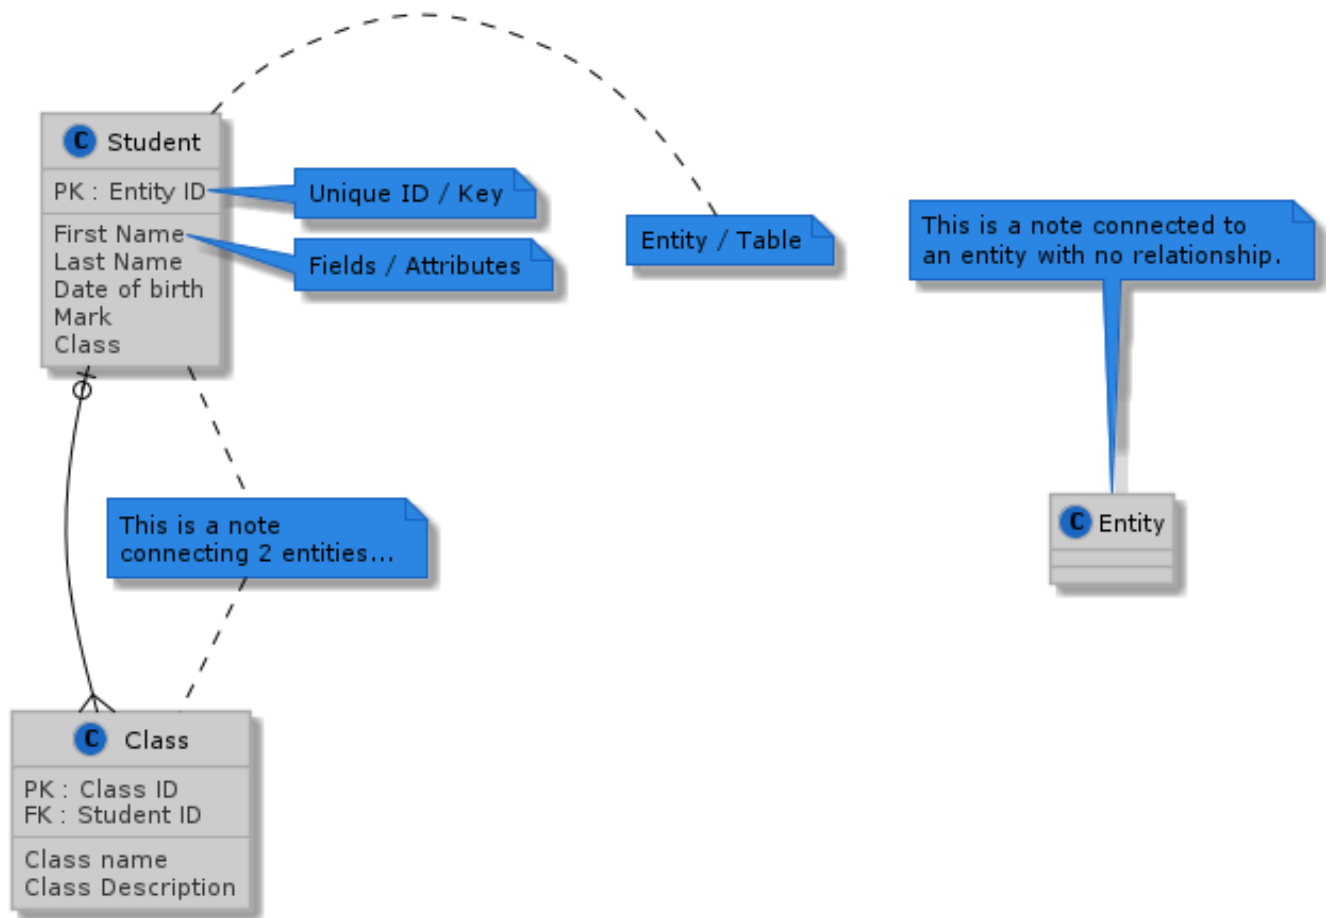 C Student
PK : Entity ID
First Name
Last Name
Date of birth
Mark
Class
Unique ID / Key
Fields / Attributes
Entity / Table
This is a note connected to
an entity with no relationship.
C Entity
This is a note
connecting 2 entities...
C Class
PK : Class ID
FK : Student ID
Class name
Class Description